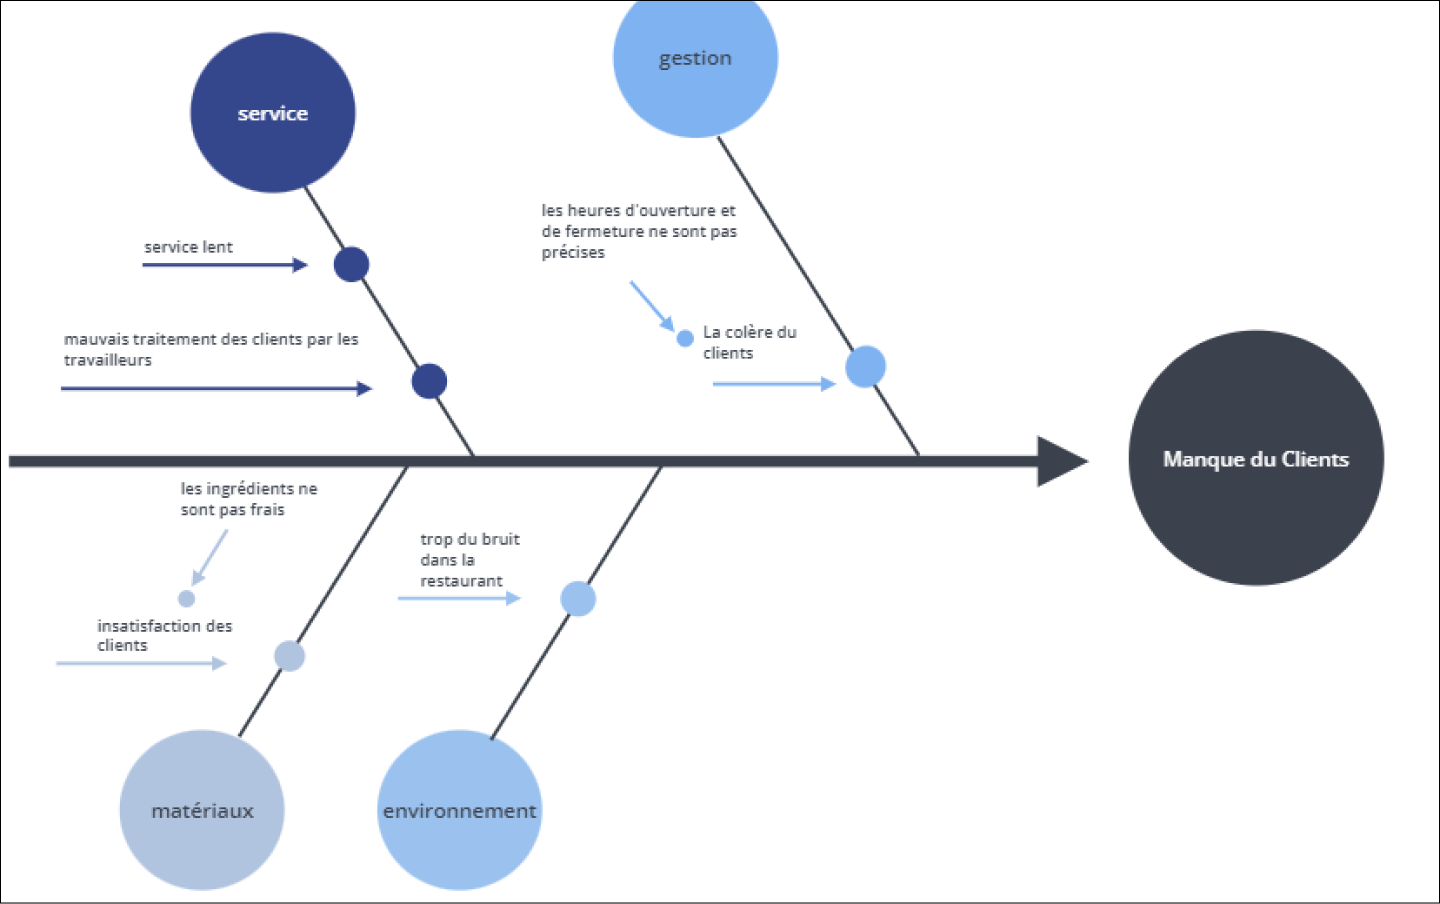 gestion
service
les heures d'ouverture et
de fermeture ne sont pas
précises
service lent
La colère du
clients
mauvais traitement des clients par les
travailleurs
Manque du Clients
les ingrédients ne
sont pas frais
trop du bruit
dans la
restaurant
insatisfaction des
clients
matériaux
environnement